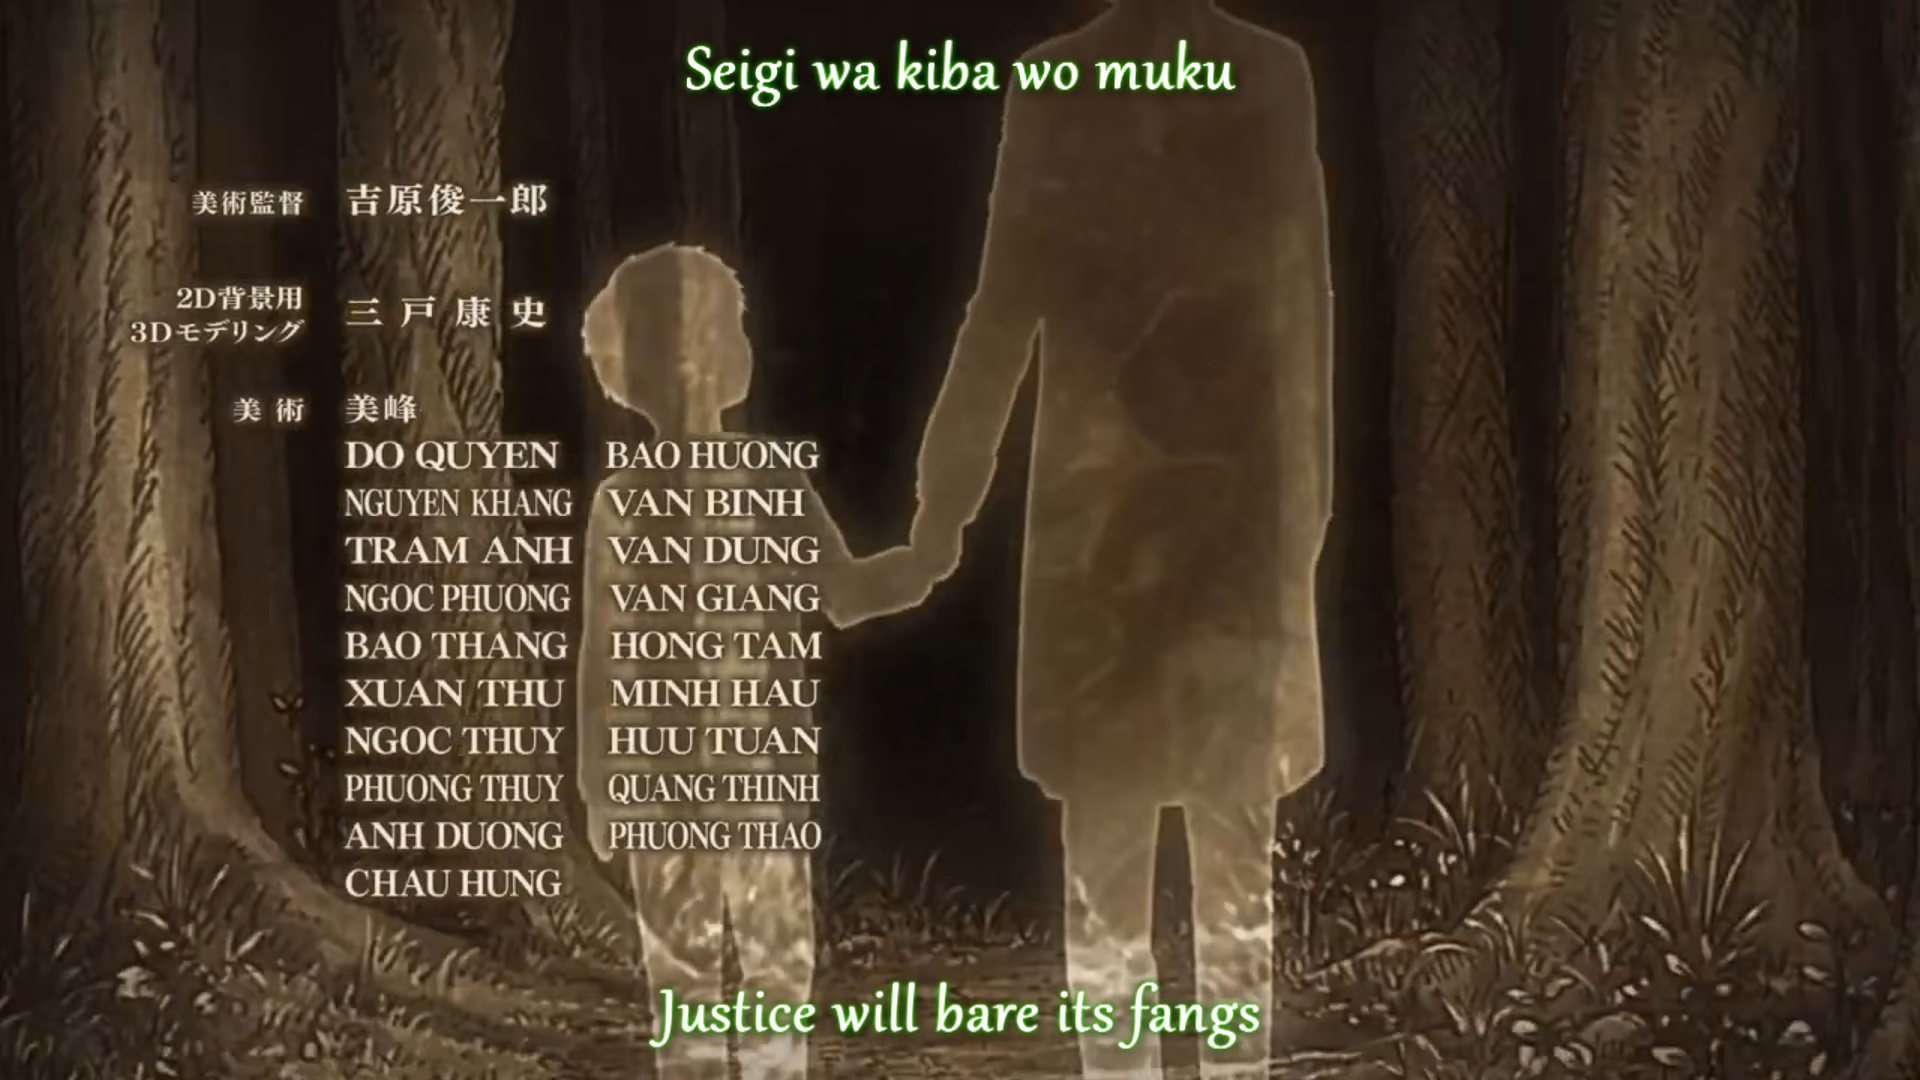 Seigi wa kiba wo muku
美術監督 吉原俊一郎
2D背景用
3Dモデリング 三戸康史
美術 美峰
DO QUYEN BAO HUONG
NGUYEN KHANG VAN BINH
TRAM ANH VAN DUNG
NGOC PHUONG VAN GIANG
BAO THANG HONG TAM
XUAN THU MINH HAU
NGOC THUY HUU TUAN
PHUONG THUY QUANG THINH
ANH DUONG PHUONG THAO
CHAU HUNG
Justice will bare its fangs